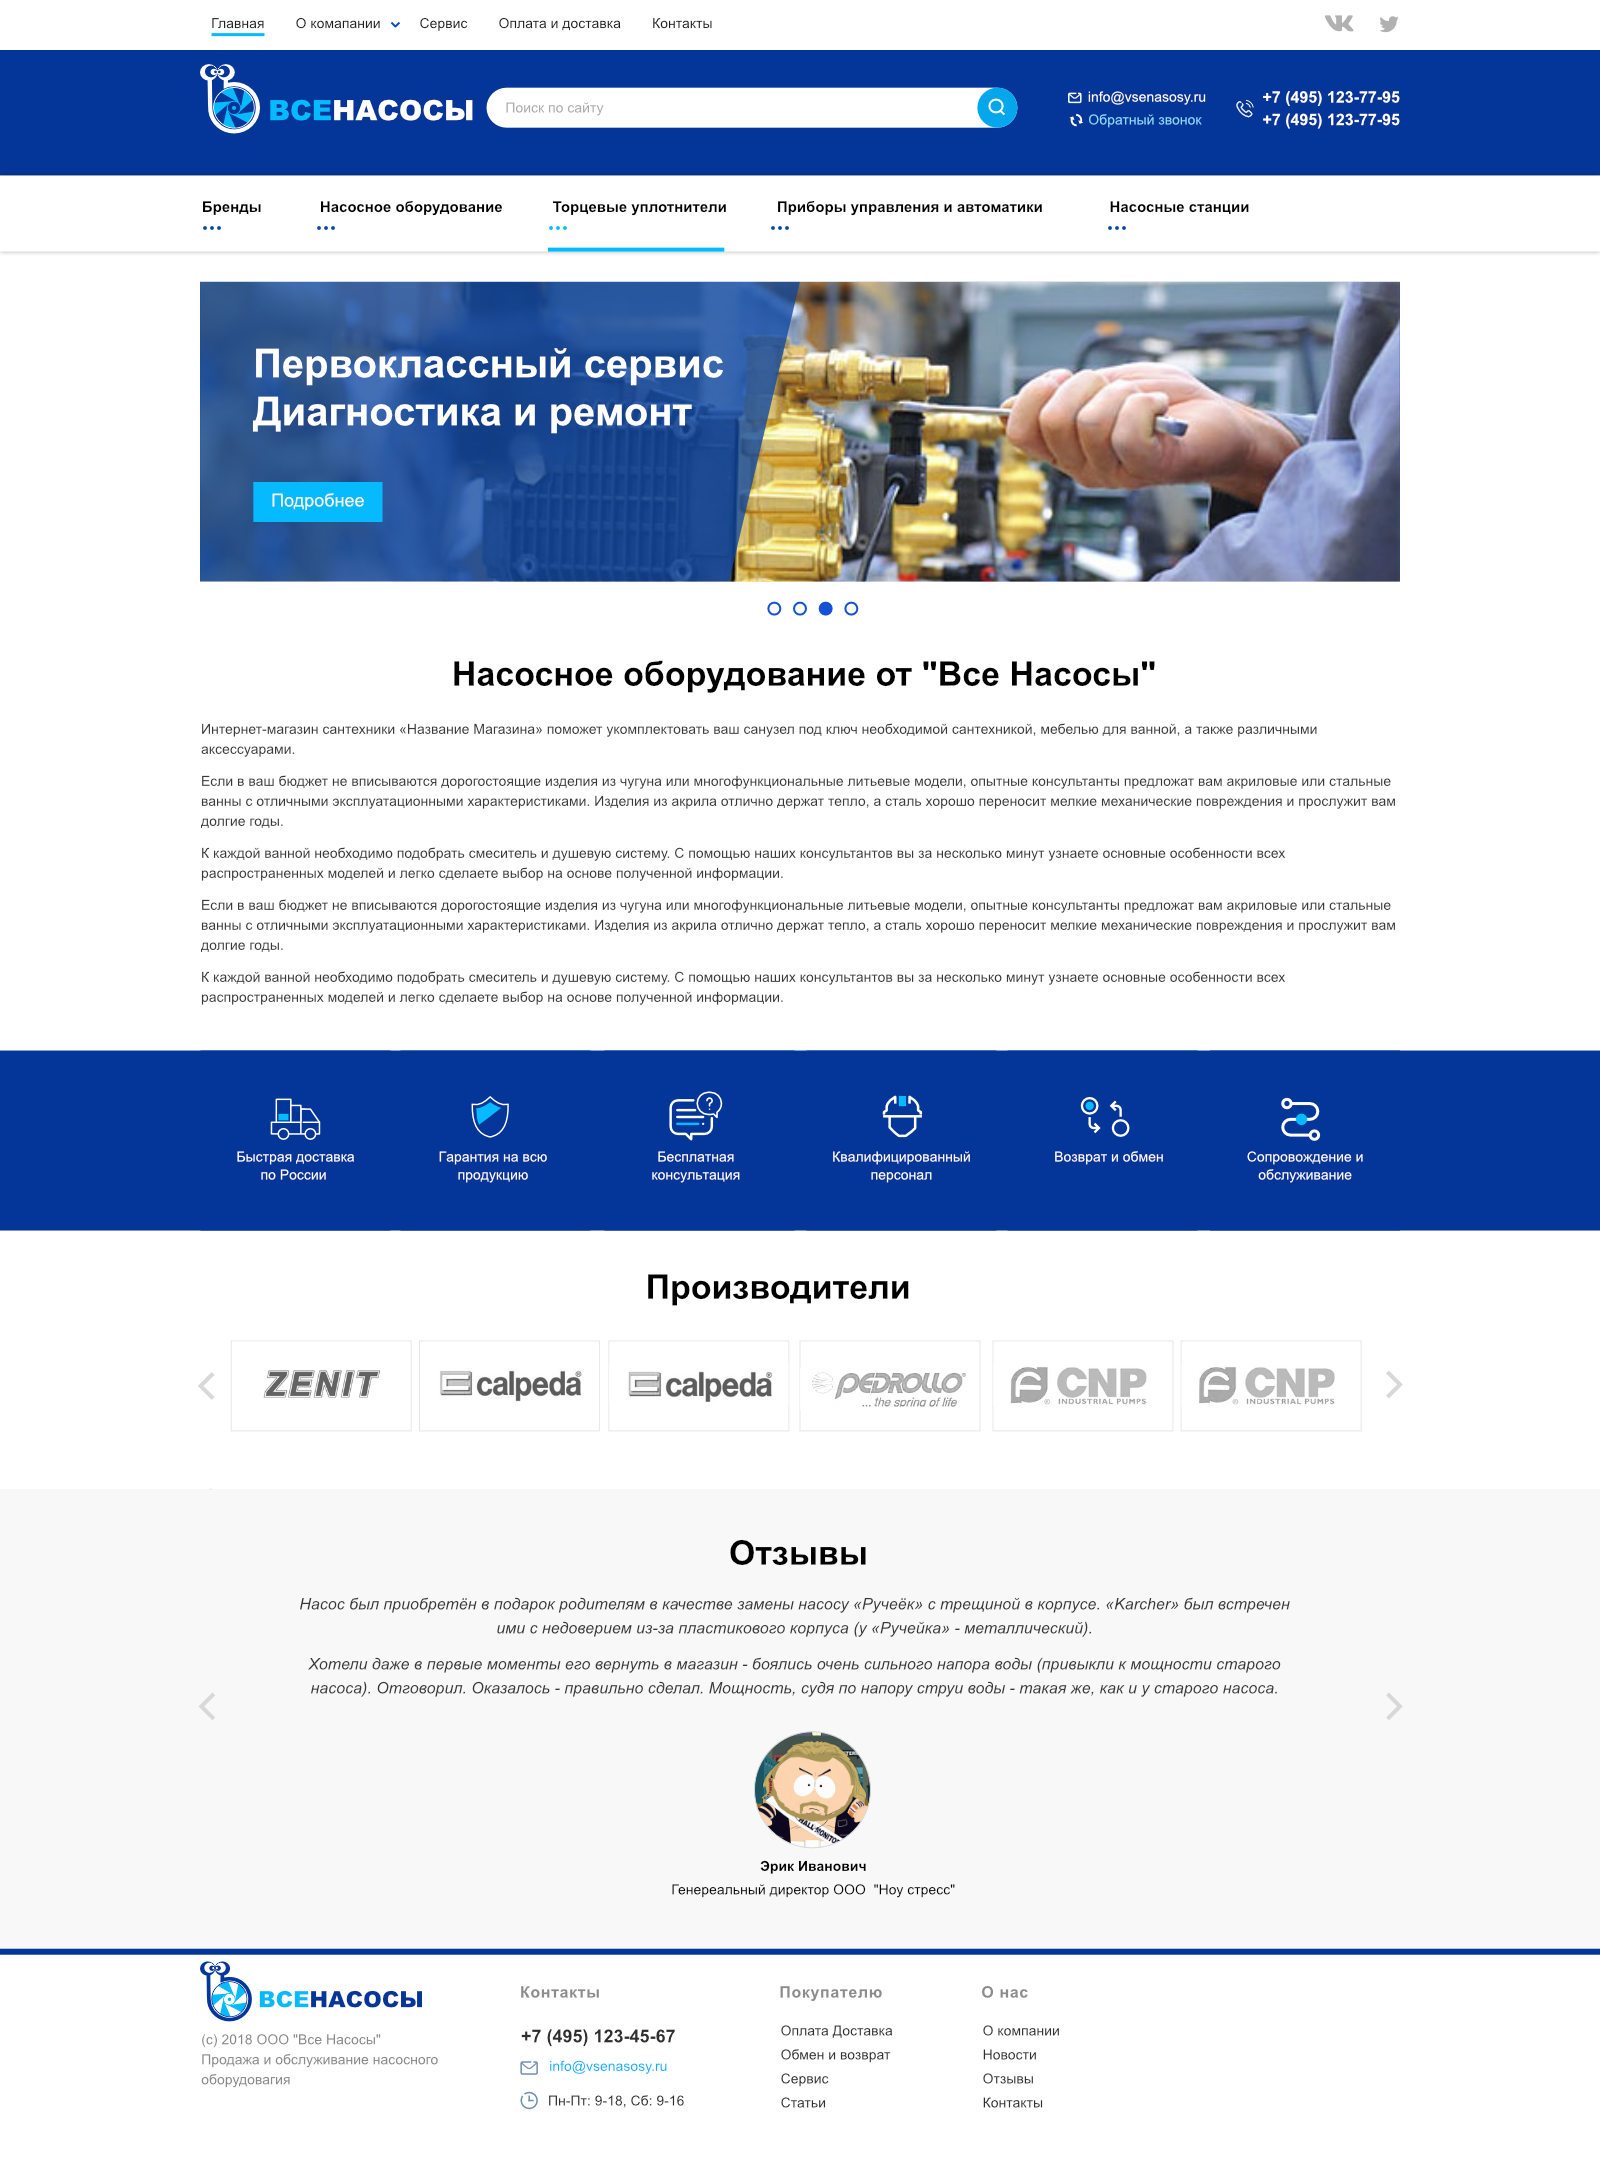 Главная
О комапании
Сервис
Оплата и доставка
Контакты
ВСЕНАСОСЫ
Поиск по сайту
info@vsenasosy.ru
Обратный звонок
+7 (495) 123-77-95
+7 (495) 123-77-95
Бренды
Насосное оборудование
Торцевые уплотнители
Приборы управления и автоматики
Насосные станции
Первоклассный сервис
Диагностика и ремонт
Подробнее
Насосное оборудование от "Все Насосы"
Интернет-магазин сантехники «Название Магазина» поможет укомплектовать ваш санузел под ключ необходимой сантехникой, мебелью для ванной, а также различными
аксессуарами.
Если в ваш бюджет не вписываются дорогостоящие изделия из чугуна или многофункциональные литьевые модели, опытные консультанты предложат вам акриловые или стальные
ванны с отличными эксплуатационными характеристиками. Изделия из акрила отлично держат тепло, а сталь хорошо переносит мелкие механические повреждения и прослужит вам
долгие годы.
К каждой ванной необходимо подобрать смеситель и душевую систему. С помощью наших консультантов вы за несколько минут узнаете основные особенности всех
распространенных моделей и легко сделаете выбор на основе полученной информации.
Если в ваш бюджет не вписываются дорогостоящие изделия из чугуна или многофункциональные литьевые модели, опытные консультанты предложат вам акриловые или стальные
ванны с отличными эксплуатационными характеристиками. Изделия из акрила отлично держат тепло, а сталь хорошо переносит мелкие механические повреждения и прослужит вам
долгие годы.
К каждой ванной необходимо подобрать смеситель и душевую систему. С помощью наших консультантов вы за несколько минут узнаете основные особенности всех
распространенных моделей и легко сделаете выбор на основе полученной информации.
Быстрая доставка
по России
Гарантия на всю
продукцию
Бесплатная
консультация
Квалифицированный
персонал
Возврат и обмен
Сопровождение и
обслуживание
Производители
ZENIT
calpeda®
calpeda®
PEDROLLO®
... the spring of life
CNP
® INDUSTRIAL PUMPS
CNP
® INDUSTRIAL PUMPS
Отзывы
Насос был приобретён в подарок родителям в качестве замены насосу «Ручеёк» с трещиной в корпусе. «Karcher» был встречен
ими с недоверием из-за пластикового корпуса (у «Ручейка» - металлический).
Хотели даже в первые моменты его вернуть в магазин - боялись очень сильного напора воды (привыкли к мощности старого
насоса). Отговорил. Оказалось - правильно сделал. Мощность, судя по напору струи воды - такая же, как и у старого насоса.
HALL MONITOR
Эрик Иванович
Генереальный директор ООО "Ноу стресс"
ВСЕНАСОСЫ
(с) 2018 ООО "Все Насосы"
Продажа и обслуживание насосного
оборудовагия
Контакты
+7 (495) 123-45-67
info@vsenasosy.ru
Пн-Пт: 9-18, Сб: 9-16
Покупателю
Оплата Доставка
Обмен и возврат
Сервис
Статьи
О нас
О компании
Новости
Отзывы
Контакты